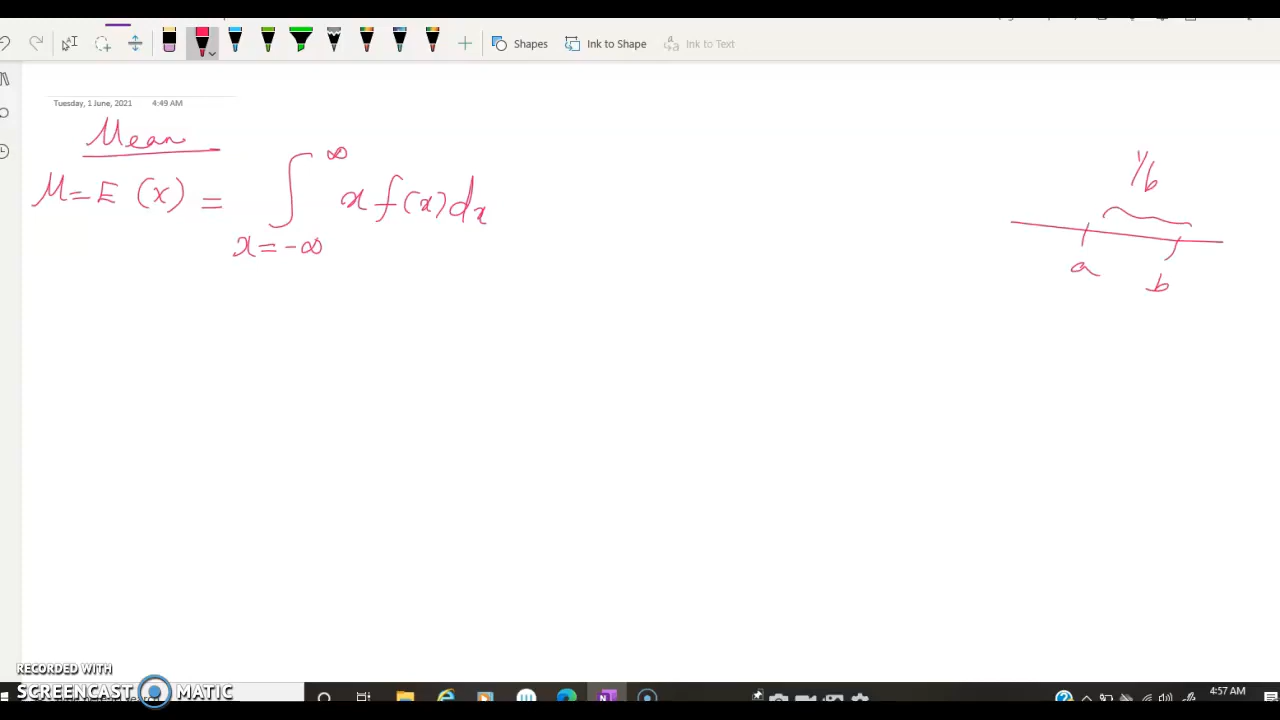 Shapes
Ink to Shape
Ink to Text
Tuesday, 1 June, 2021 4:49 AM
Mean
M = E (x) = ∫ x f(x) dx
∞
x = -∞
1/b
a
b
RECORDED WITH
SCREENCAST MATIC
4:57 AM